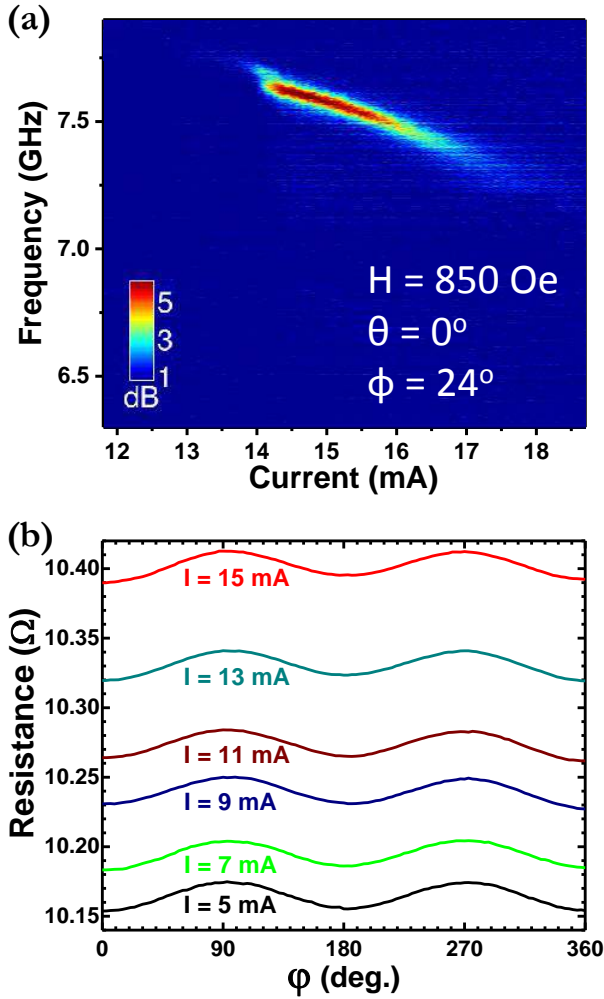 (a)
Frequency (GHz)
7.5
7.0
6.5
5
3
1
dB
H = 850 Oe
θ = 0º
ϕ = 24º
12 13 14 15 16 17 18
Current (mA)
(b)
Resistance (Ω)
10.40
10.35
10.30
10.25
10.20
10.15
I = 15 mA
I = 13 mA
I = 11 mA
I = 9 mA
I = 7 mA
I = 5 mA
0 90 180 270 360
φ (deg.)